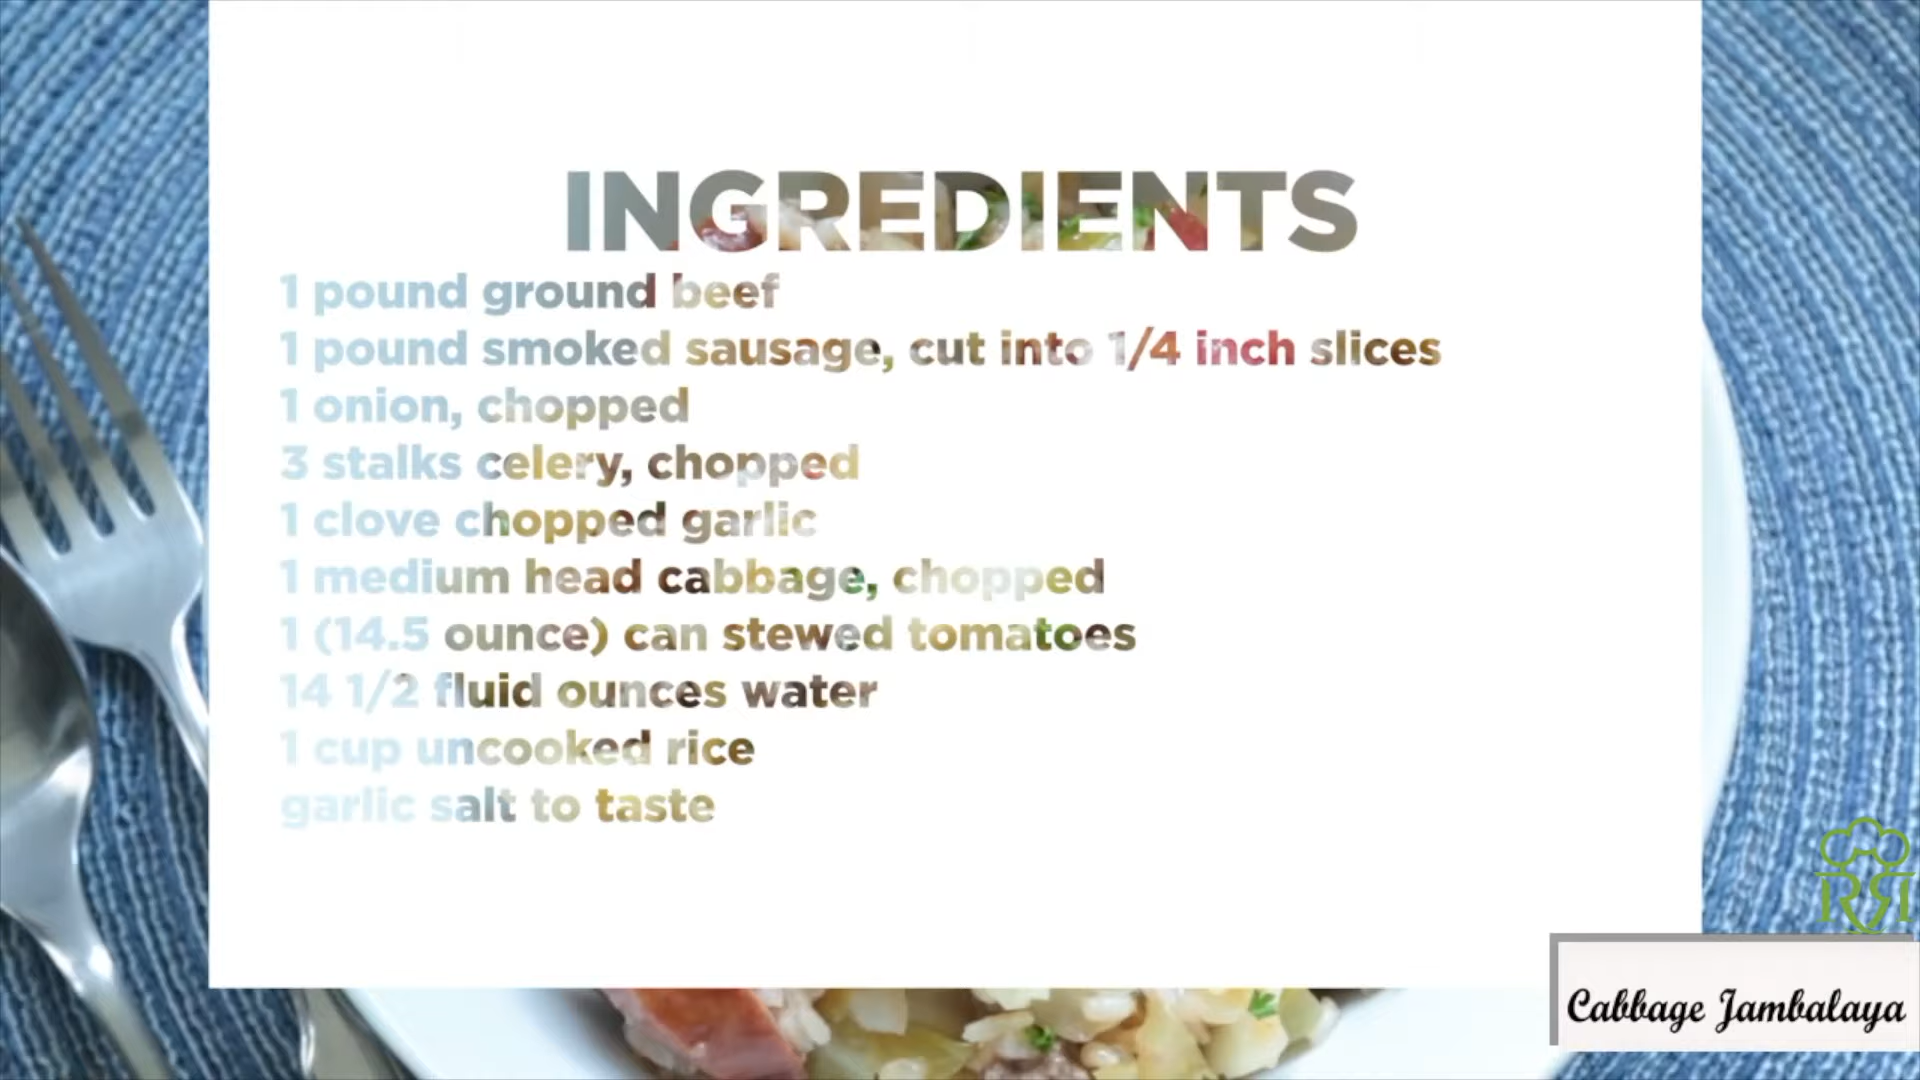 INGREDIENTS
1 pound ground beef
1 pound smoked sausage, cut into 1/4 inch slices
1 onion, chopped
3 stalks celery, chopped
1 clove chopped garlic
1 medium head cabbage, chopped
1 (14.5 ounce) can stewed tomatoes
14 1/2 fluid ounces water
1 cup uncooked rice
garlic salt to taste
Cabbage Jambalaya